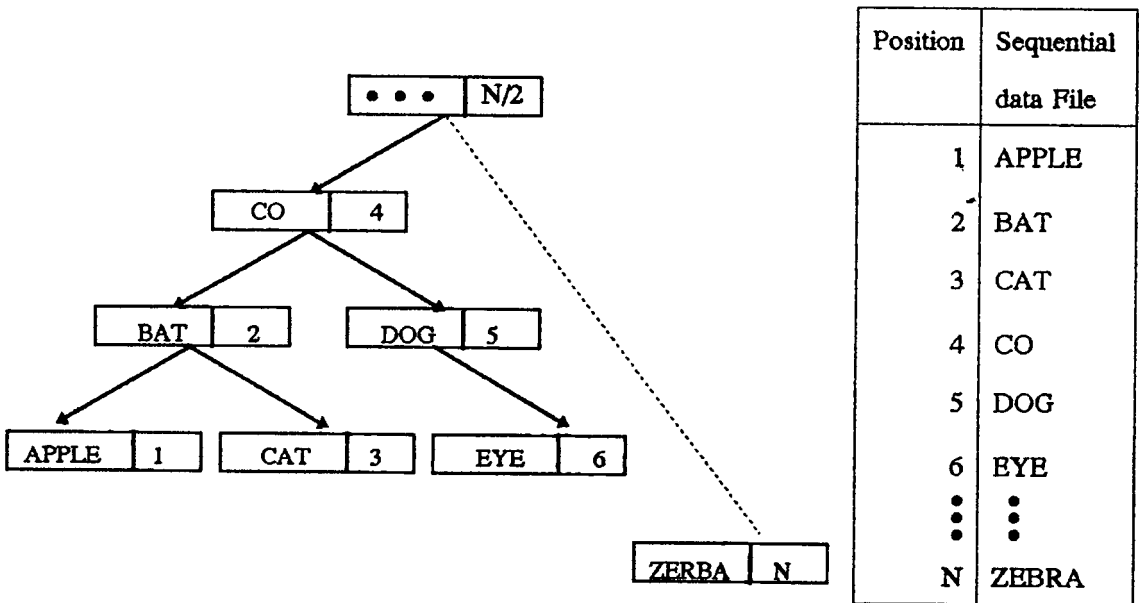 • • • N/2
CO 4
BAT 2 DOG 5
APPLE 1 CAT 3 EYE 6
ZERBA N
Position Sequential
data File
1 APPLE
2 BAT
3 CAT
4 CO
5 DOG
6 EYE
N ZEBRA